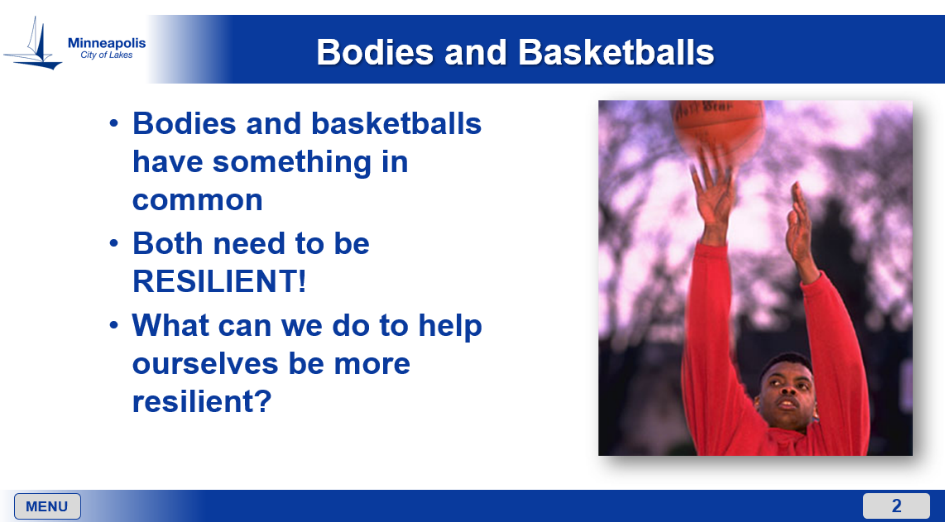 Minneapolis
City of Lakes
Bodies and Basketballs
• Bodies and basketballs
have something in
common
• Both need to be
RESILIENT!
• What can we do to help
ourselves be more
resilient?
MENU
2